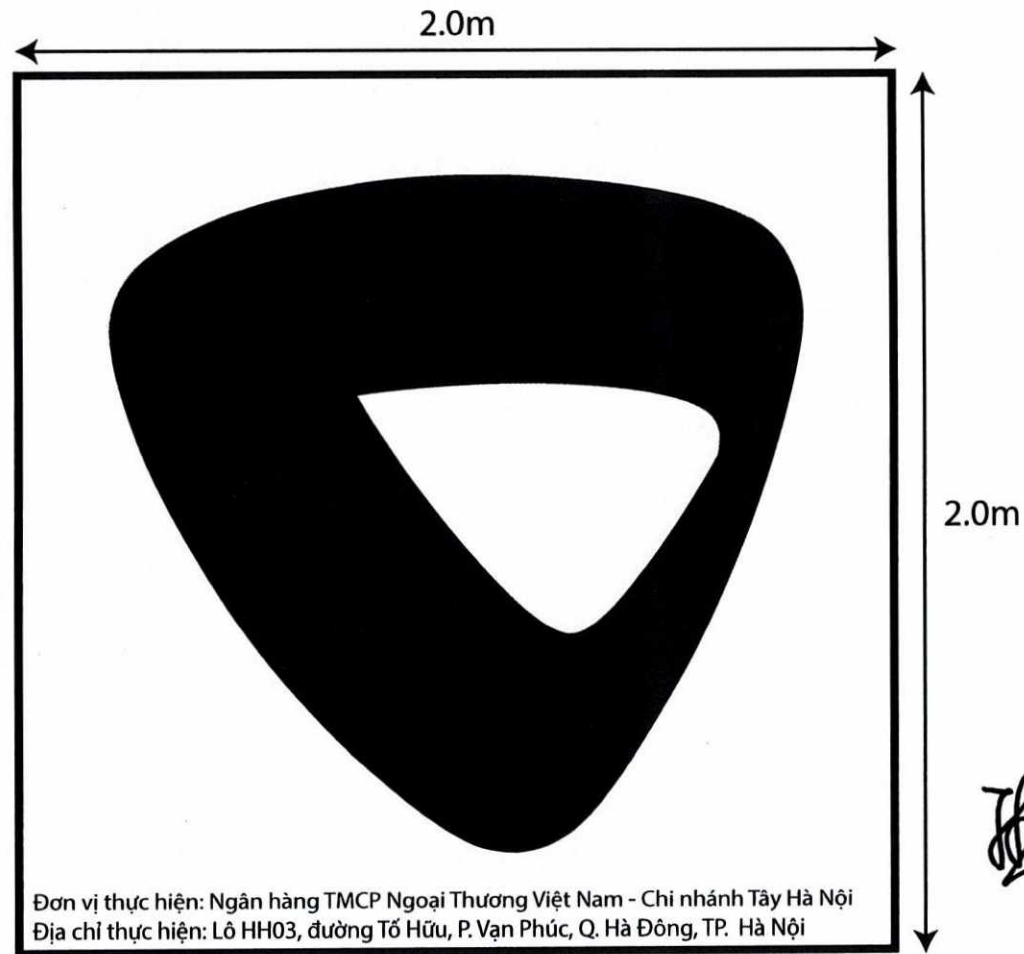 2.0m
2.0m
Đơn vị thực hiện: Ngân hàng TMCP Ngoại Thương Việt Nam - Chi nhánh Tây Hà Nội
Địa chỉ thực hiện: Lô HH03, đường Tố Hữu, P. Vạn Phúc, Q. Hà Đông, TP. Hà Nội